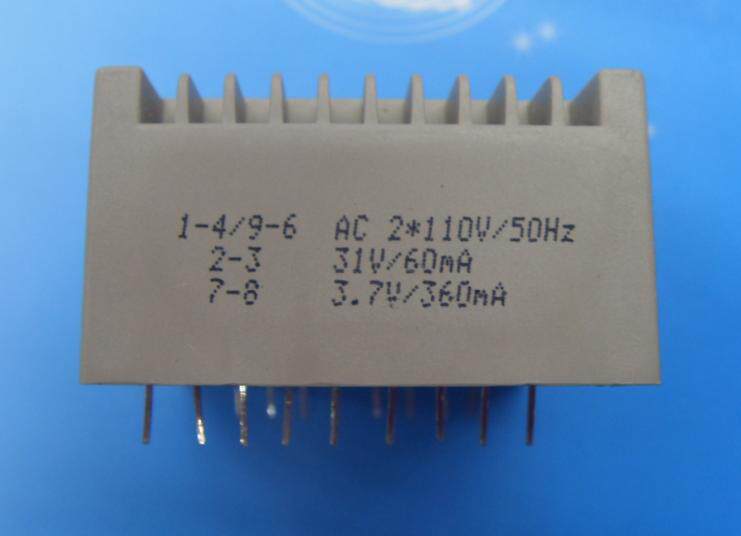 1-4/9-6 AC 2*110V/50Hz
2-3 31V/60mA
7-8 3.7V/360mA